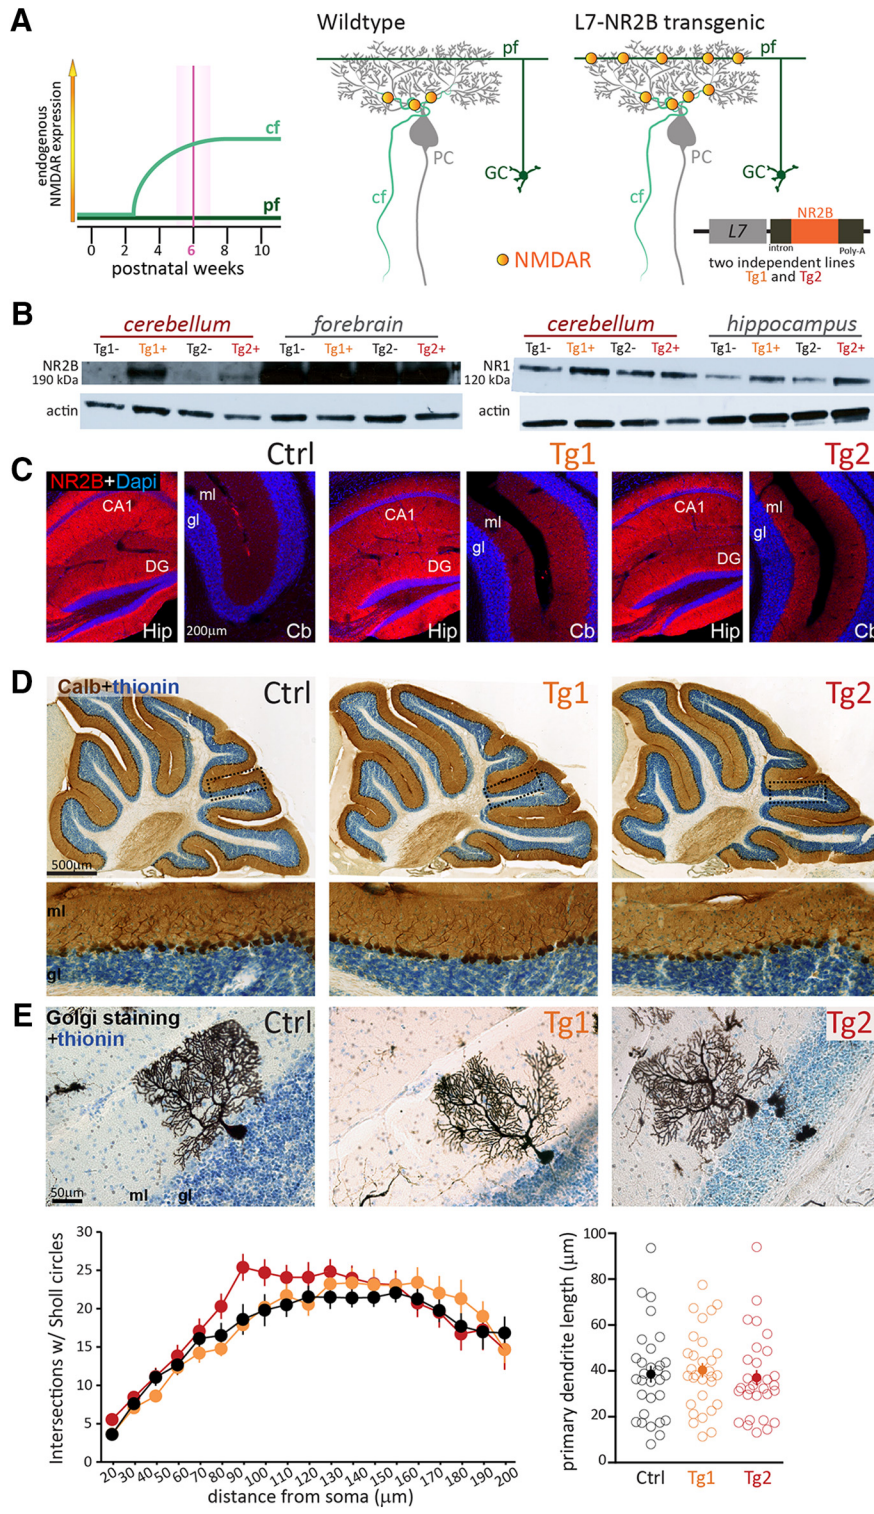 A
Wildtype
L7-NR2B transgenic
endogenous
NMDAR expression
cf
pf
0 2 4 6 8 10
postnatal weeks
pf
PC
GC
cf
NMDAR
pf
PC
GC
cf
NR2B
L7
intron
Poly-A
two independent lines
Tg1 and Tg2
B
cerebellum forebrain
Tg1- Tg1+ Tg2- Tg2+ Tg1- Tg1+ Tg2- Tg2+
NR2B
190 kDa
actin
cerebellum hippocampus
Tg1- Tg1+ Tg2- Tg2+ Tg1- Tg1+ Tg2- Tg2+
NR1
120 kDa
actin
C
Ctrl Tg1 Tg2
NR2B+Dapi
CA1
DG
Hip
ml
gl
200μm
Cb
CA1
DG
Hip
ml
gl
Cb
CA1
DG
Hip
ml
gl
Cb
D
Calb+thionin
Ctrl Tg1 Tg2
500μm
ml
gl
E
Golgi staining
+thionin
Ctrl Tg1 Tg2
50μm
ml gl
Intersections w/ Sholl circles
30
25
20
15
10
5
0
20 30 40 50 60 70 80 90 100 110 120 130 140 150 160 170 180 190 200
distance from soma (μm)
primary dendrite length (μm)
100
80
60
40
20
0
Ctrl Tg1 Tg2